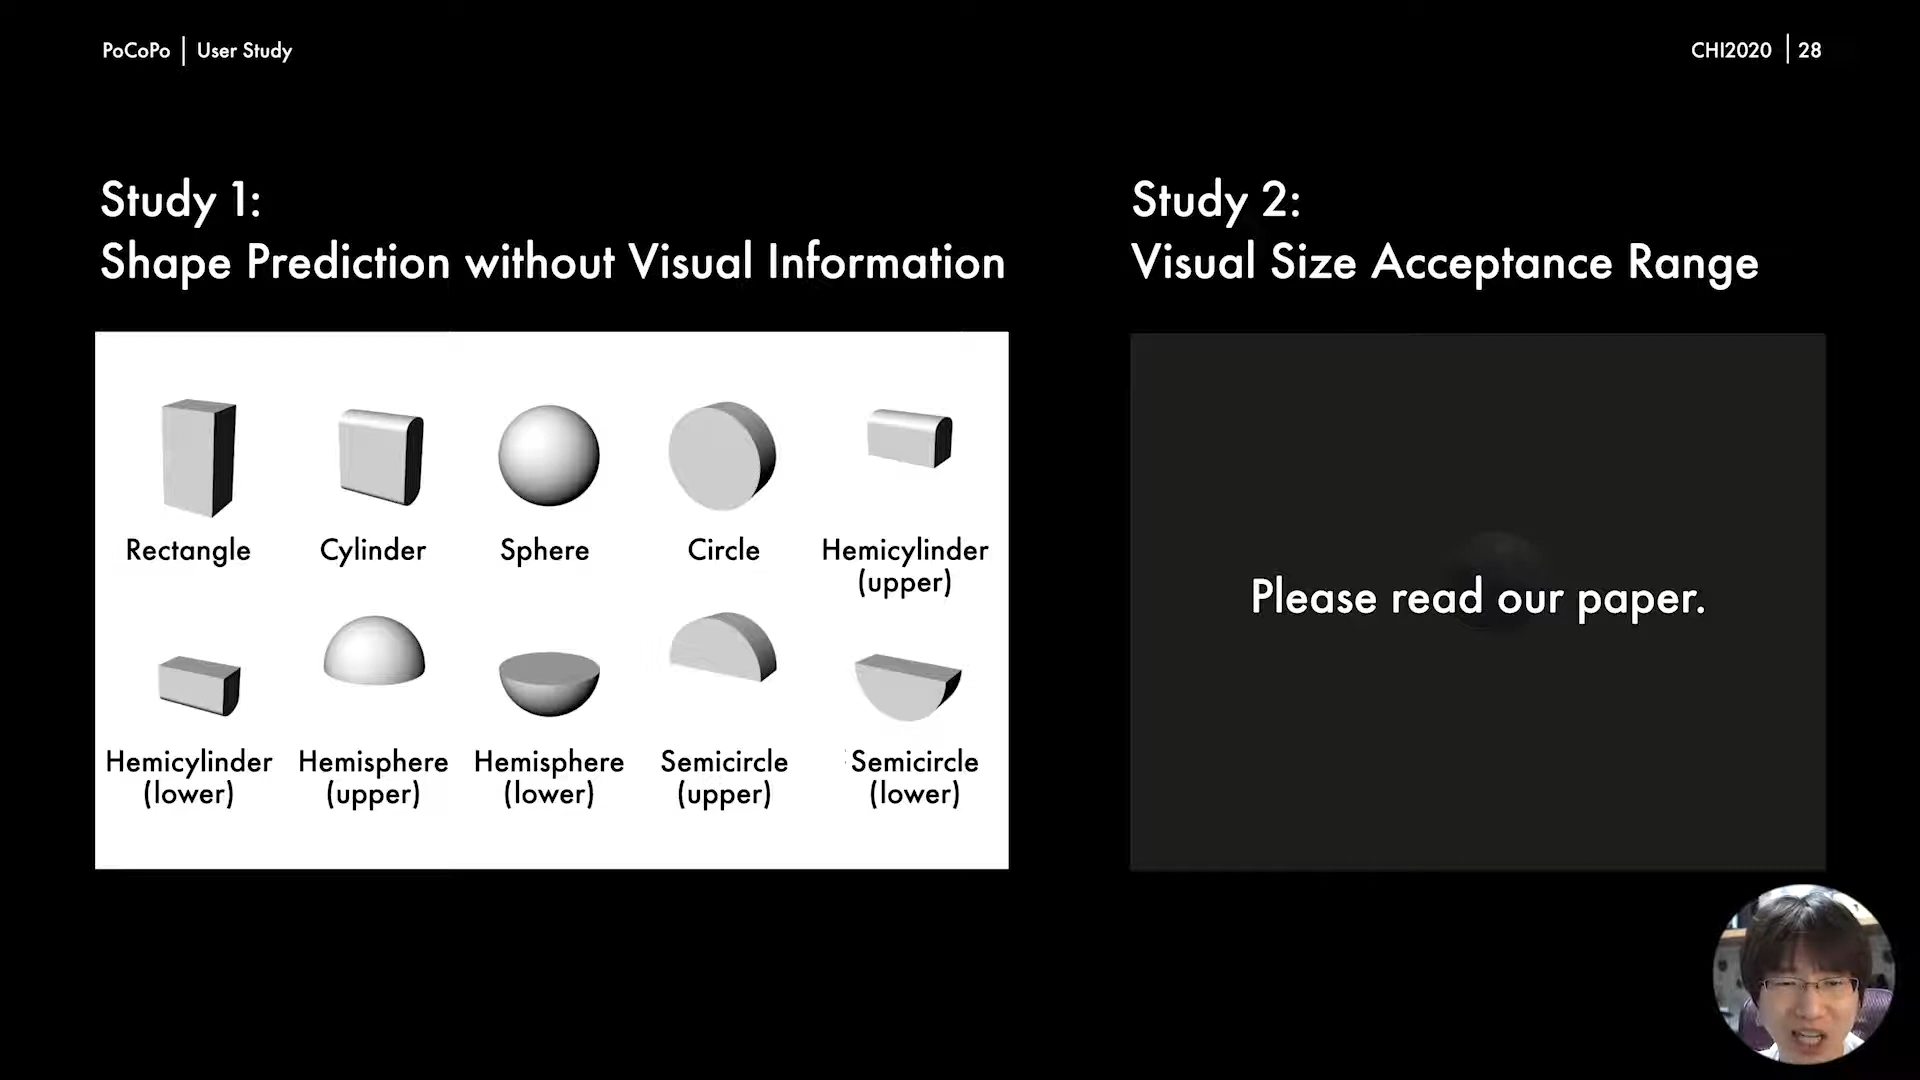 PoCoPo | User Study
CHI2020 | 28
Study 1:
Shape Prediction without Visual Information
Study 2:
Visual Size Acceptance Range
Rectangle
Cylinder
Sphere
Circle
Hemicylinder
(upper)
Hemicylinder
(lower)
Hemisphere
(upper)
Hemisphere
(lower)
Semicircle
(upper)
Semicircle
(lower)
Please read our paper.